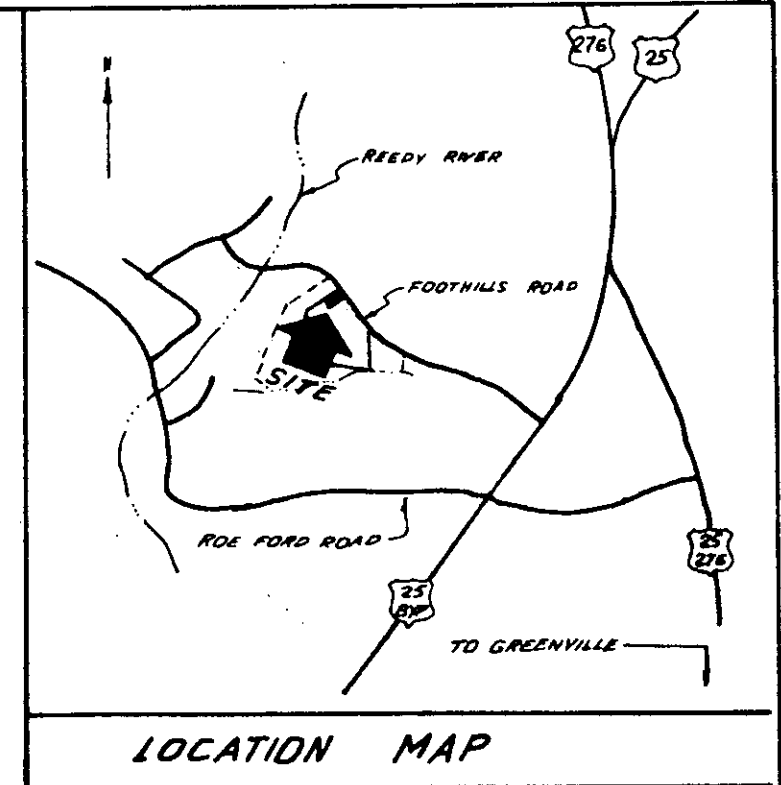 276
25
N
REEDY RIVER
FOOTHILLS ROAD
SITE
ROE FORD ROAD
25
276
25
BYP
TO GREENVILLE
LOCATION MAP